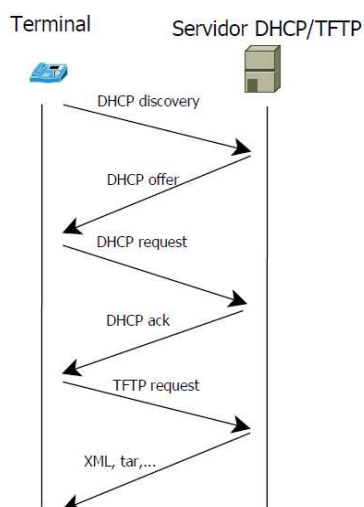 Terminal
Servidor DHCP/TFTP
DHCP discovery
DHCP offer
DHCP request
DHCP ack
TFTP request
XML, tar,...